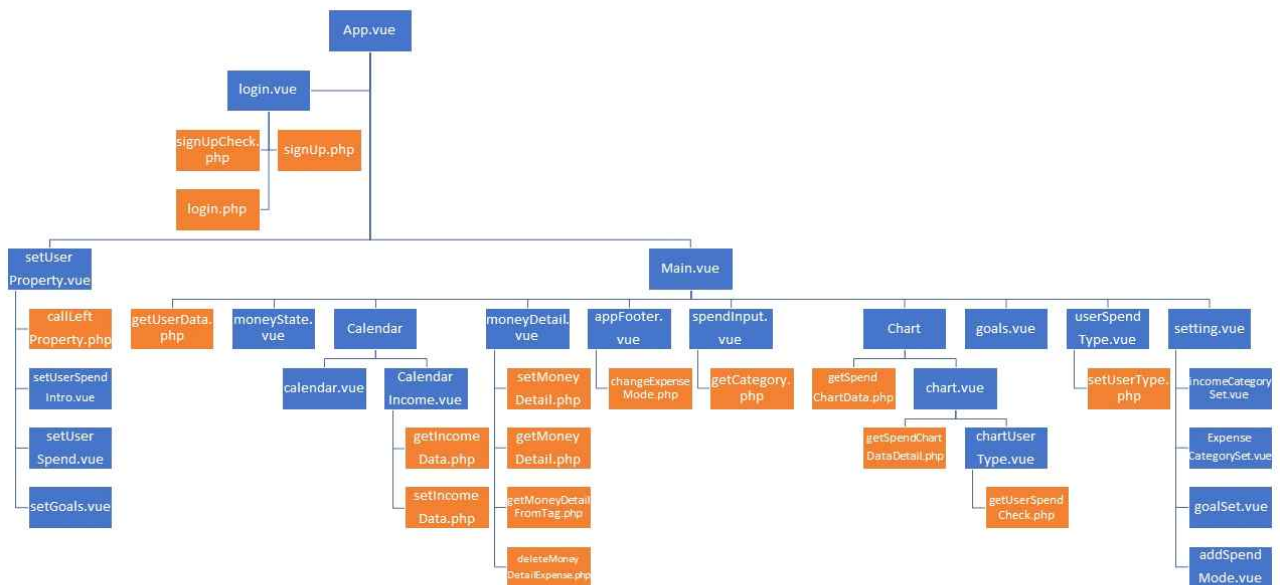 App.vue
login.vue
signUpCheck.
php
signUp.php
login.php
setUser
Property.vue
Main.vue
callLeft
Property.php
getUserData.
php
moneyState.
vue
Calendar
moneyDetail.
vue
appFooter.
vue
spendInput.
vue
Chart
goals.vue
userSpend
Type.vue
setting.vue
setUserSpend
Intro.vue
calendar.vue
Calendar
Income.vue
setMoney
Detail.php
changeExpense
Mode.php
getCategory.
php
getSpend
ChartData.php
chart.vue
setUserType.
php
incomeCategory
Set.vue
setUser
Spend.vue
getIncome
Data.php
getMoney
Detail.php
getSpendChart
DataDetail.php
chartUser
Type.vue
Expense
CategorySet.vue
setGoals.vue
setIncome
Data.php
getMoneyDetail
FromTag.php
getUserSpend
Check.php
goalSet.vue
deleteMoney
DetailExpense.php
addSpend
Mode.vue